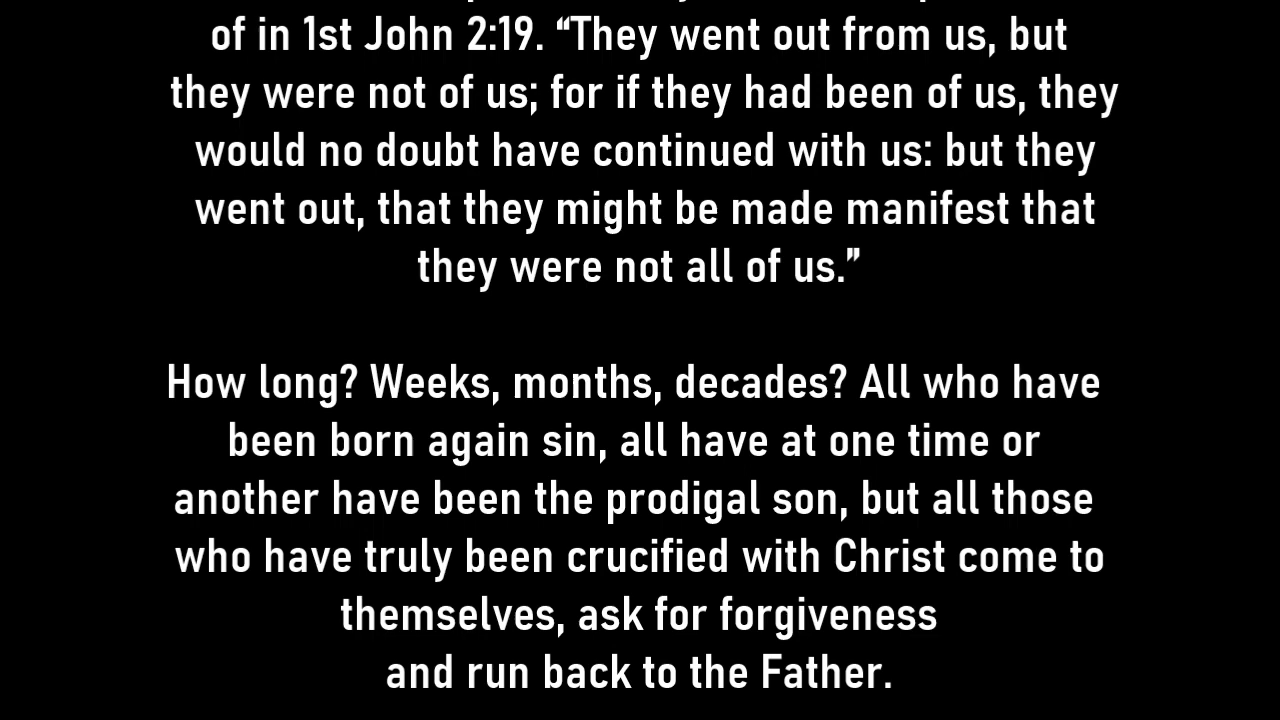 of in 1st John 2:19. “They went out from us, but
they were not of us; for if they had been of us, they
would no doubt have continued with us: but they
went out, that they might be made manifest that
they were not all of us.”
How long? Weeks, months, decades? All who have
been born again sin, all have at one time or
another have been the prodigal son, but all those
who have truly been crucified with Christ come to
themselves, ask for forgiveness
and run back to the Father.